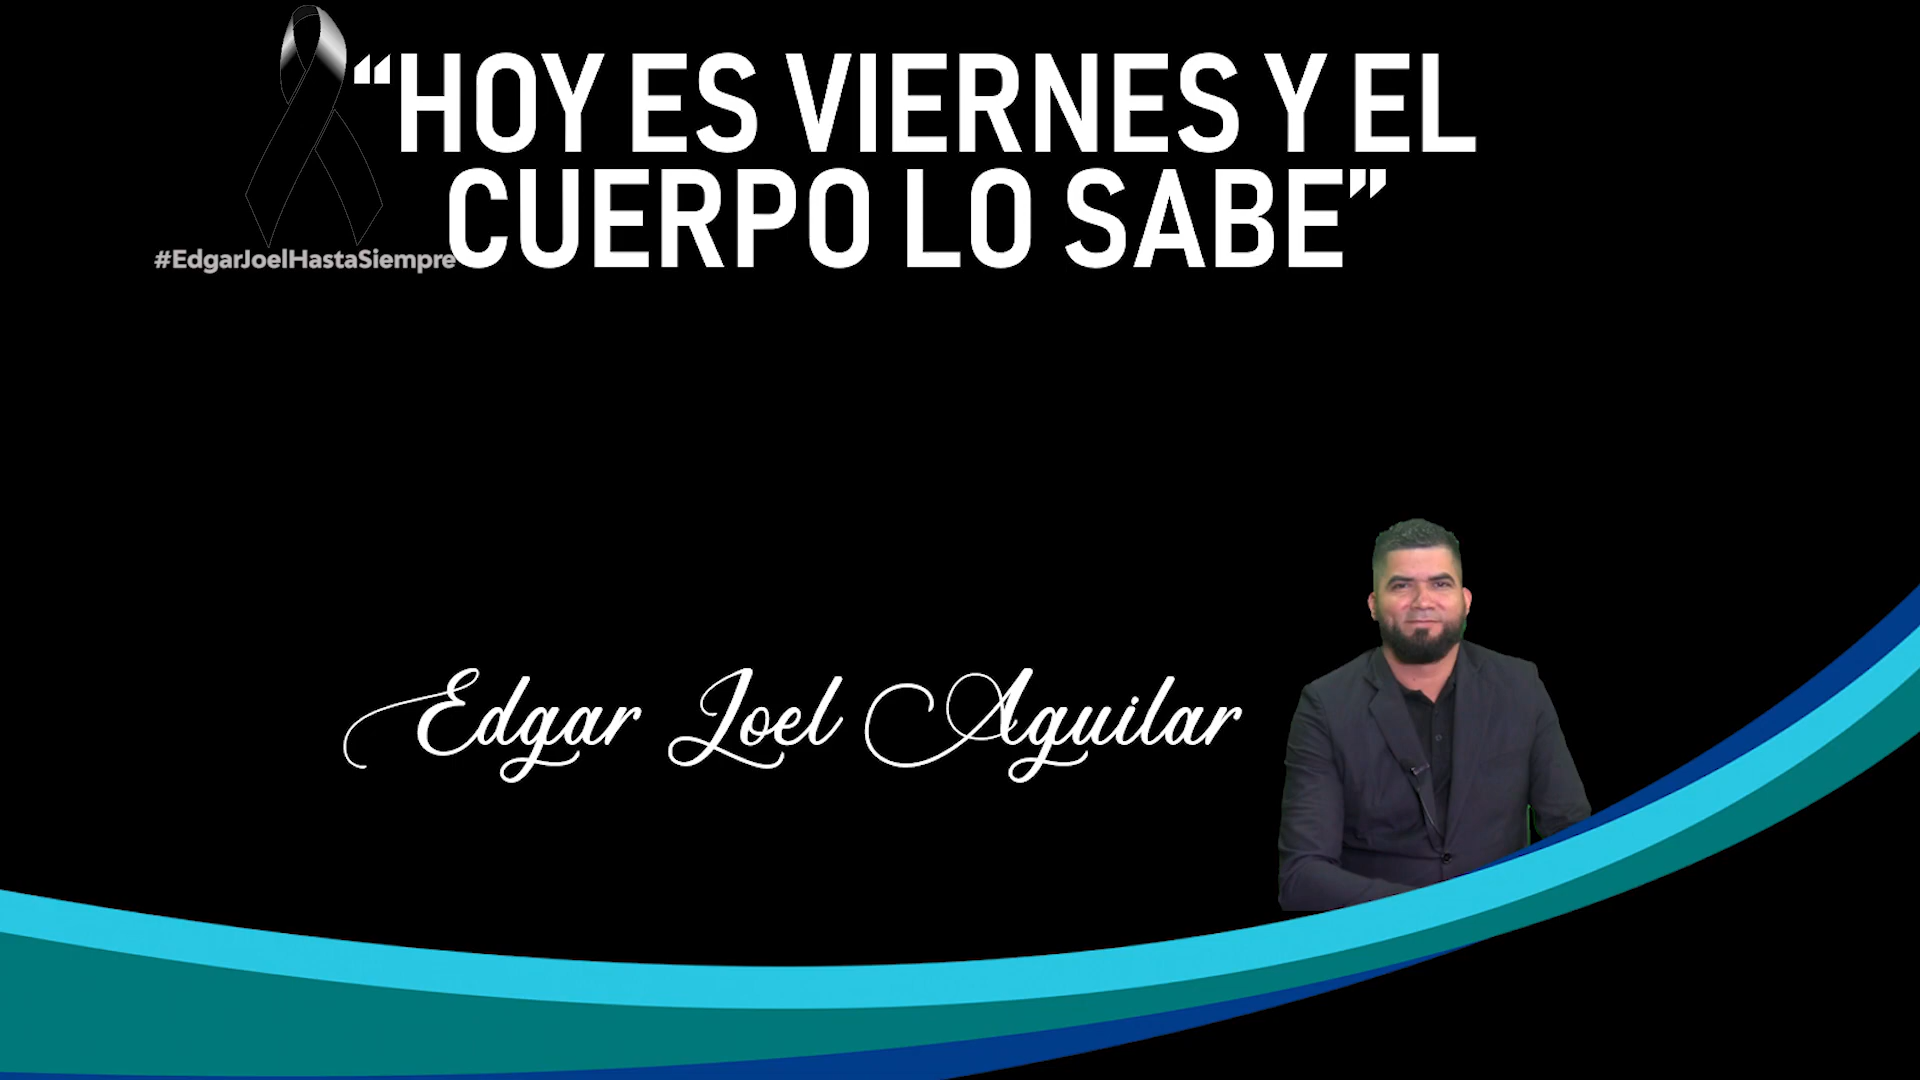 “HOY ES VIERNES Y EL
CUERPO LO SABE”
#EdgarJoelHastaSiempre
Edgar Joel Aguilar